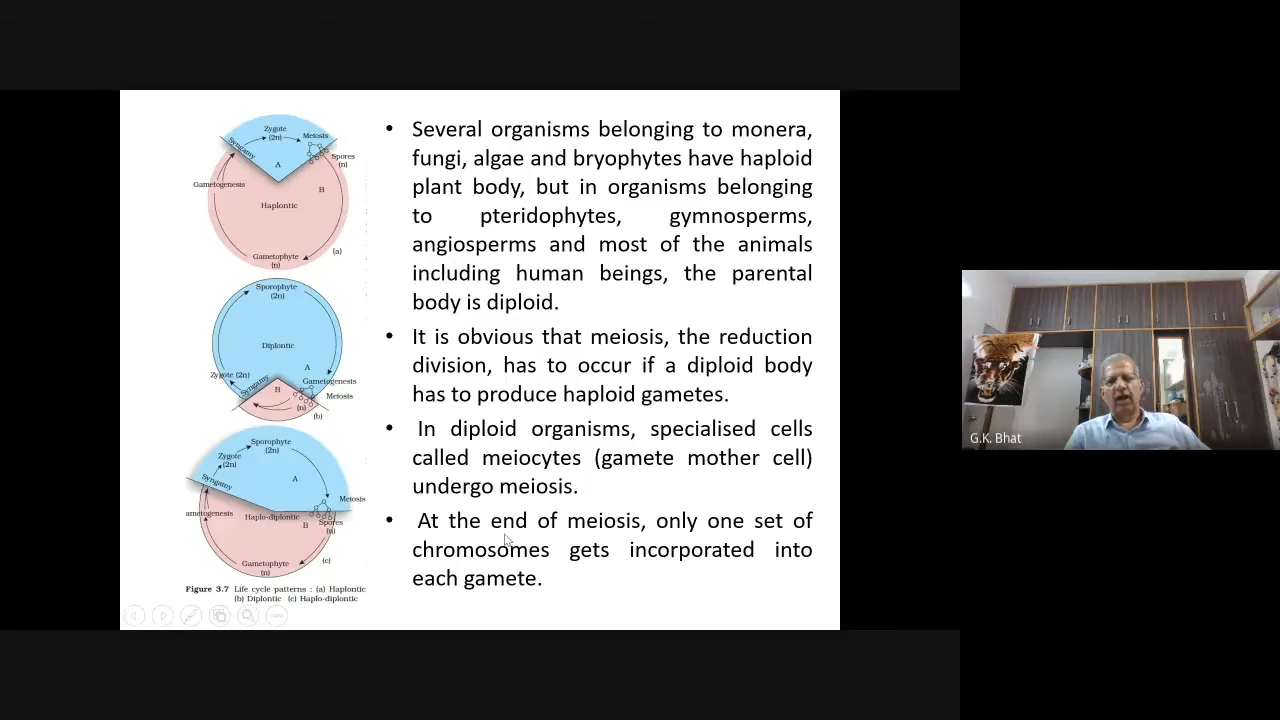 Zygote
(2n)
Meiosis
Syngamy
Spores
(n)
A
Gametogenesis
B
Haplontic
(a)
Gametophyte
(n)
Sporophyte
(2n)
Diplontic
A
Zygote (2n)
Syngamy
Gametogenesis
B
Meiosis
(n)
(b)
Sporophyte
(2n)
Zygote
(2n)
A
Syngamy
Meiosis
ametogenesis
Haplo-diplontic
B
Spores
(n)
(c)
Gametophyte
(n)
Figure 3.7 Life cycle patterns : (a) Haplontic
(b) Diplontic (c) Haplo-diplontic
• Several organisms belonging to monera,
fungi, algae and bryophytes have haploid
plant body, but in organisms belonging
to pteridophytes, gymnosperms,
angiosperms and most of the animals
including human beings, the parental
body is diploid.
• It is obvious that meiosis, the reduction
division, has to occur if a diploid body
has to produce haploid gametes.
• In diploid organisms, specialised cells
called meiocytes (gamete mother cell)
undergo meiosis.
• At the end of meiosis, only one set of
chromosomes gets incorporated into
each gamete.
G.K. Bhat